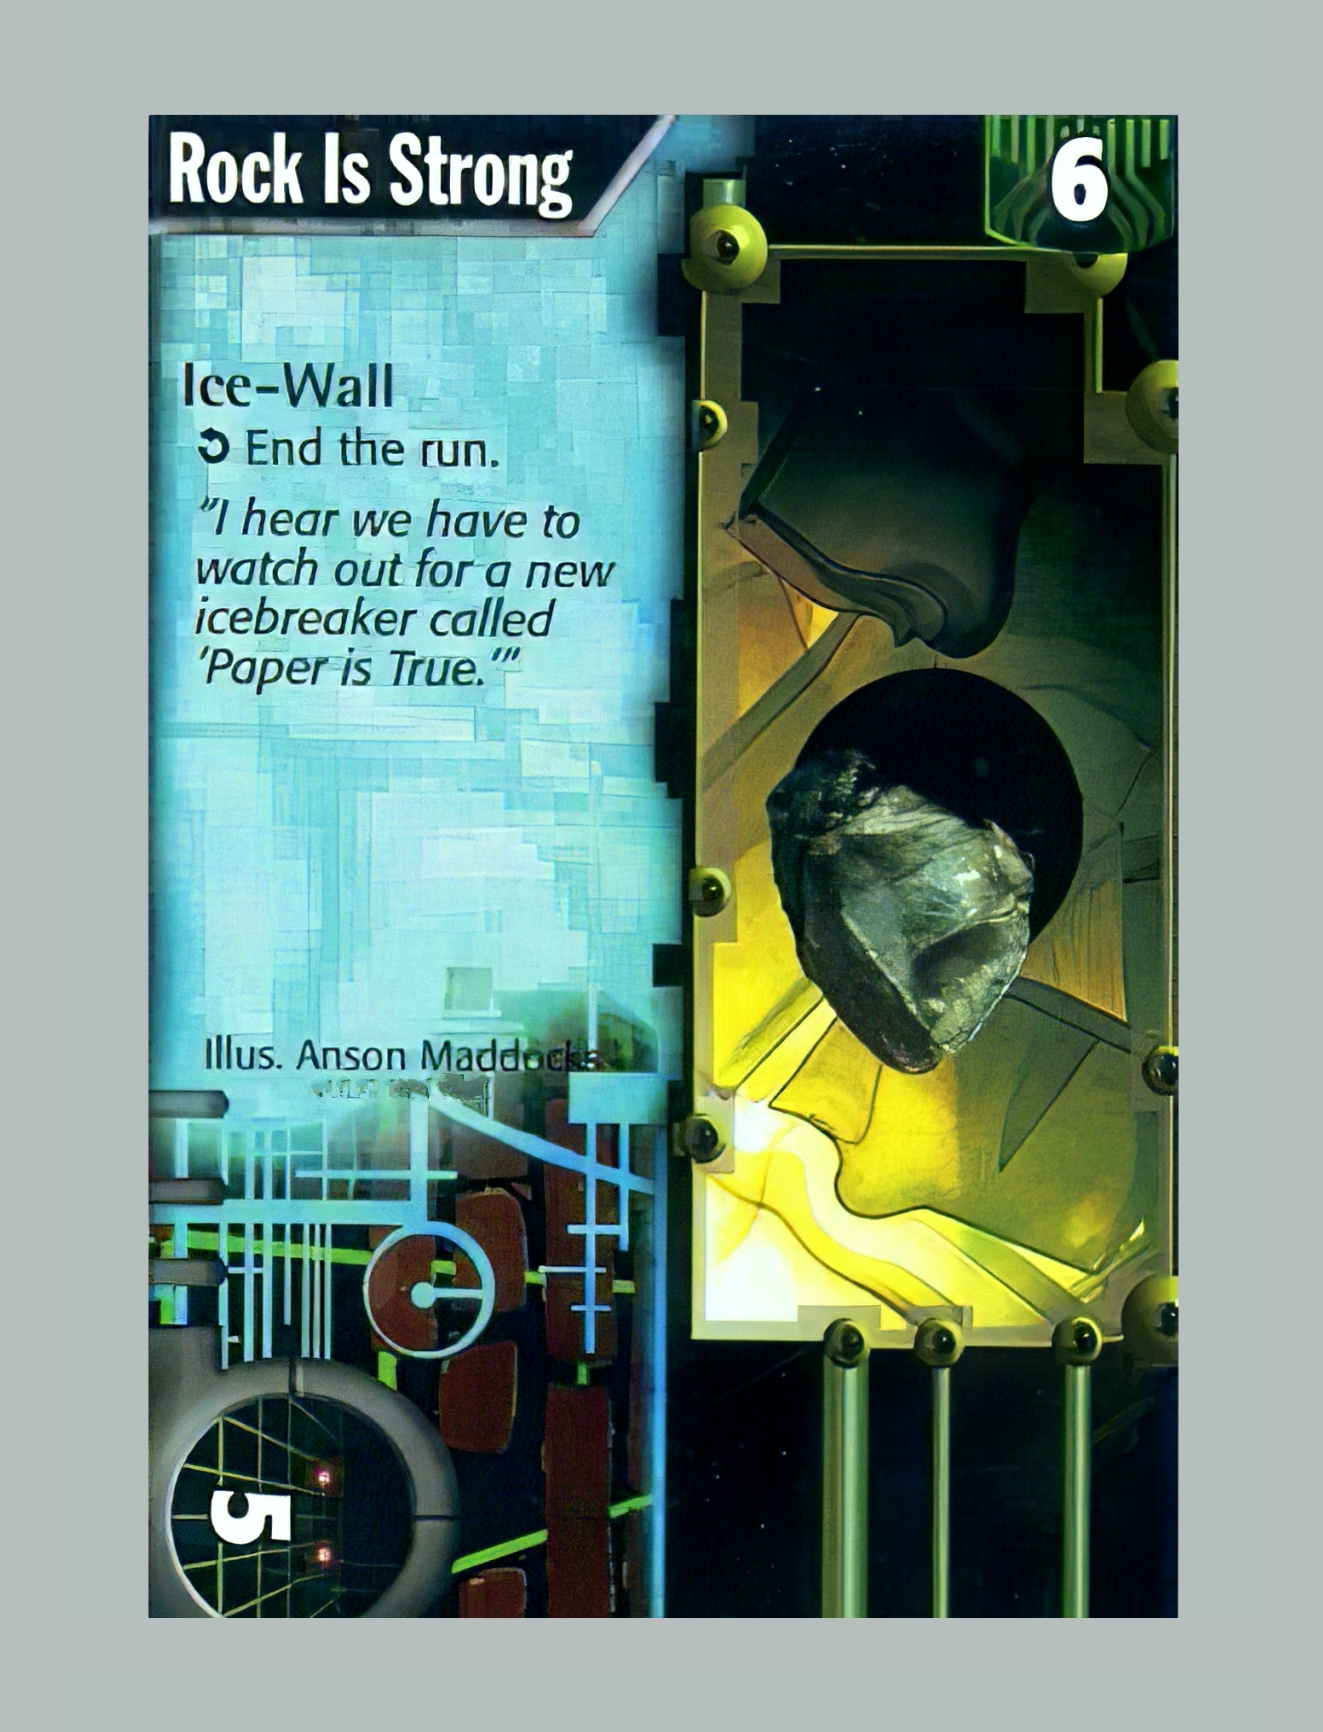 Rock Is Strong
6
Ice-Wall
End the run.
"I hear we have to
watch out for a new
icebreaker called
'Paper is True.'"
Illus. Anson Maddocks
5